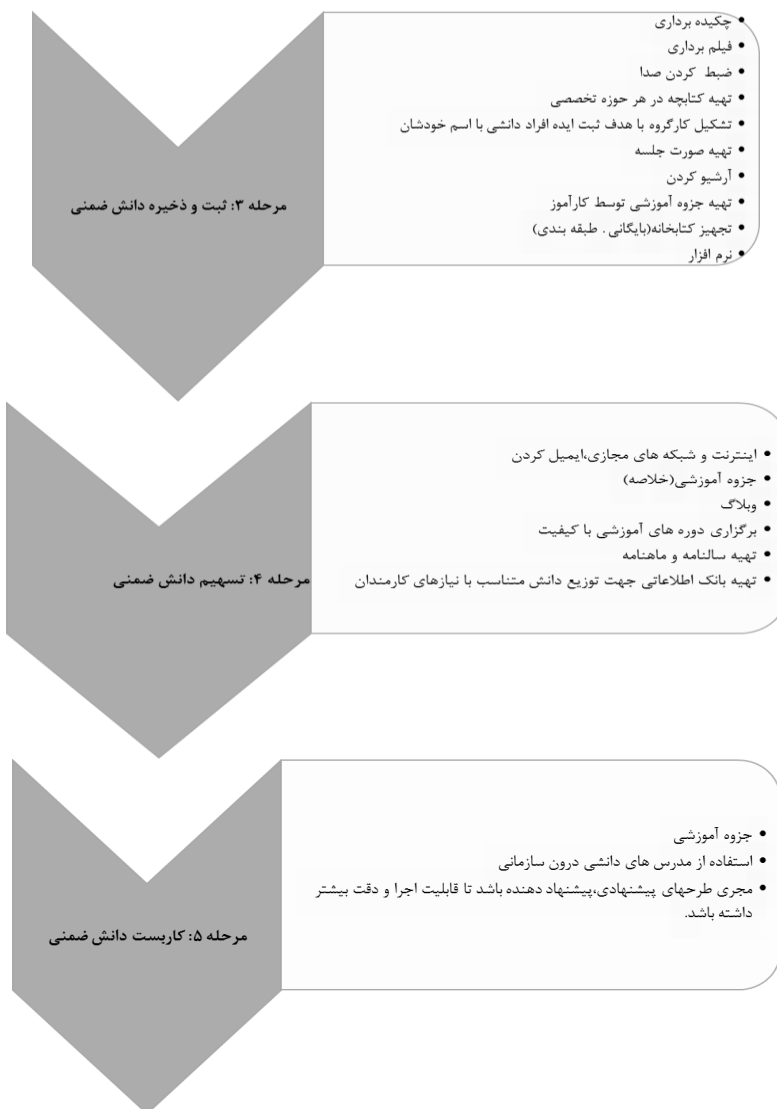 • چکیده برداری
• فیلم برداری
• ضبط کردن صدا
• تهیه کتابچه در هر حوزه تخصصی
• تشکیل کارگروه با هدف ثبت ایده افراد دانشی با اسم خودشان
• تهیه صورت جلسه
• آرشیو کردن
• تهیه جزوه آموزشی توسط کارآموز
• تجهیز کتابخانه(بایگانی . طبقه بندی)
• نرم افزار
مرحله ۳: ثبت و ذخیره دانش ضمنی
• اینترنت و شبکه های مجازی،ایمیل کردن
• جزوه آموزشی(خلاصه)
• وبلاگ
• برگزاری دوره های آموزشی با کیفیت
• تهیه سالنامه و ماهنامه
• تهیه بانک اطلاعاتی جهت توزیع دانش متناسب با نیازهای کارمندان
مرحله ۴: تسهیم دانش ضمنی
• جزوه آموزشی
• استفاده از مدرس های دانشی درون سازمانی
• مجری طرحهای پیشنهادی،پیشنهاد دهنده باشد تا قابلیت اجرا و دقت بیشتر
داشته باشد.
مرحله ۵: کاربست دانش ضمنی